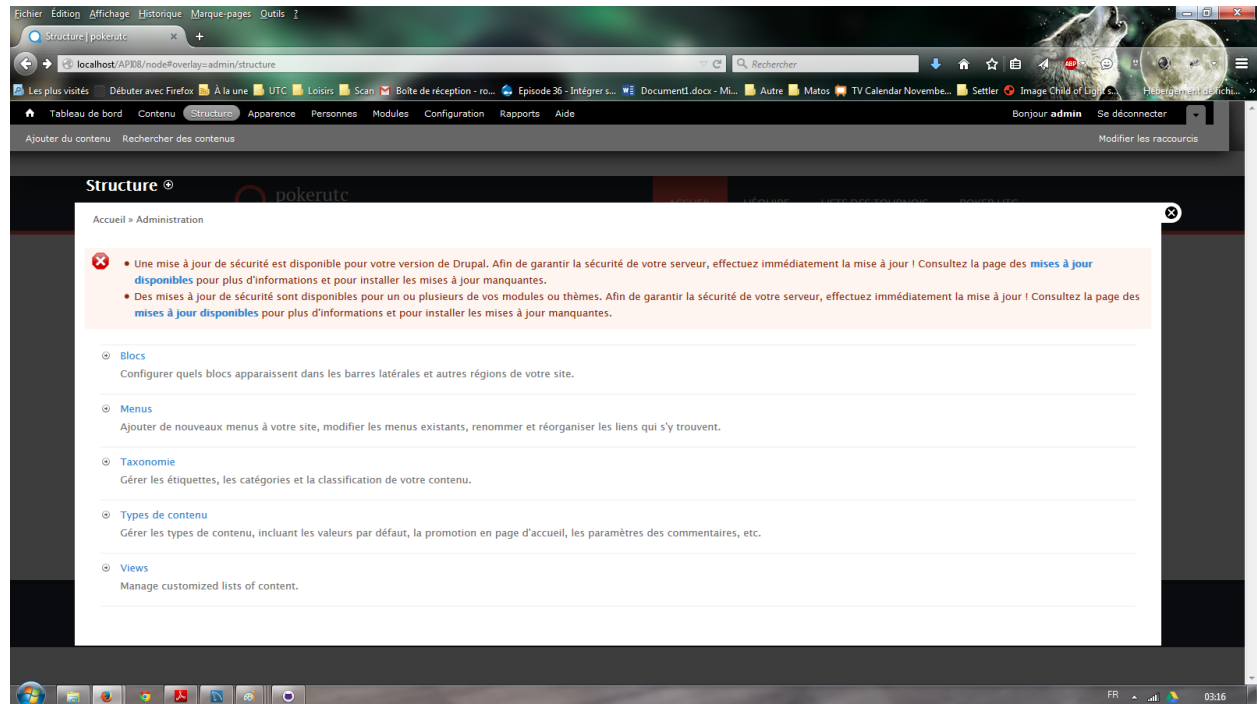 Fichier Édition Affichage Historique Marque-pages Outils ?
Structure | pokerutc × +
localhost/API08/node#overlay=admin/structure Rechercher
Les plus visités Débuter avec Firefox À la une UTC Loisirs Scan Boîte de réception - ro... Episode 36 - Intégrer s... Document1.docx - Mi... Autre Matos TV Calendar Novembe... Settler Image Child of Light s... Hébergement de fichi... »
Tableau de bord Contenu Structure Apparence Personnes Modules Configuration Rapports Aide Bonjour admin Se déconnecter
Ajouter du contenu Rechercher des contenus Modifier les raccourcis
Structure
pokerutc
Accueil » Administration
Une mise à jour de sécurité est disponible pour votre version de Drupal. Afin de garantir la sécurité de votre serveur, effectuez immédiatement la mise à jour ! Consultez la page des mises à jour
disponibles pour plus d'informations et pour installer les mises à jour manquantes.
Des mises à jour de sécurité sont disponibles pour un ou plusieurs de vos modules ou thèmes. Afin de garantir la sécurité de votre serveur, effectuez immédiatement la mise à jour ! Consultez la page des
mises à jour disponibles pour plus d'informations et pour installer les mises à jour manquantes.
Blocs
Configurer quels blocs apparaissent dans les barres latérales et autres régions de votre site.
Menus
Ajouter de nouveaux menus à votre site, modifier les menus existants, renommer et réorganiser les liens qui s'y trouvent.
Taxonomie
Gérer les étiquettes, les catégories et la classification de votre contenu.
Types de contenu
Gérer les types de contenu, incluant les valeurs par défaut, la promotion en page d'accueil, les paramètres des commentaires, etc.
Views
Manage customized lists of content.
FR 03:16